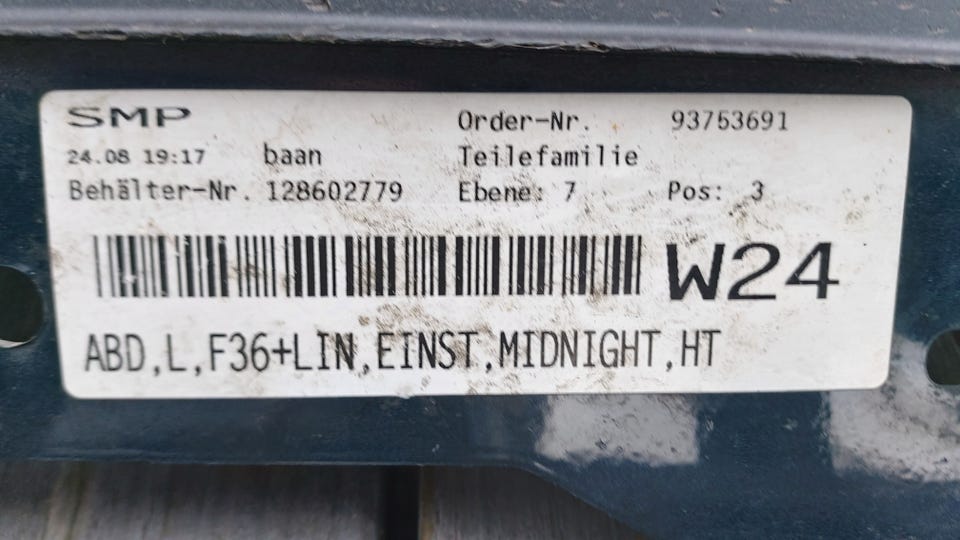 SMP
Order-Nr. 93753691
24.08 19:17 baan Teilefamilie
Behälter-Nr. 128602779 Ebene: 7 Pos: 3
W24
ABD,L,F36+LIN,EINST,MIDNIGHT,HT